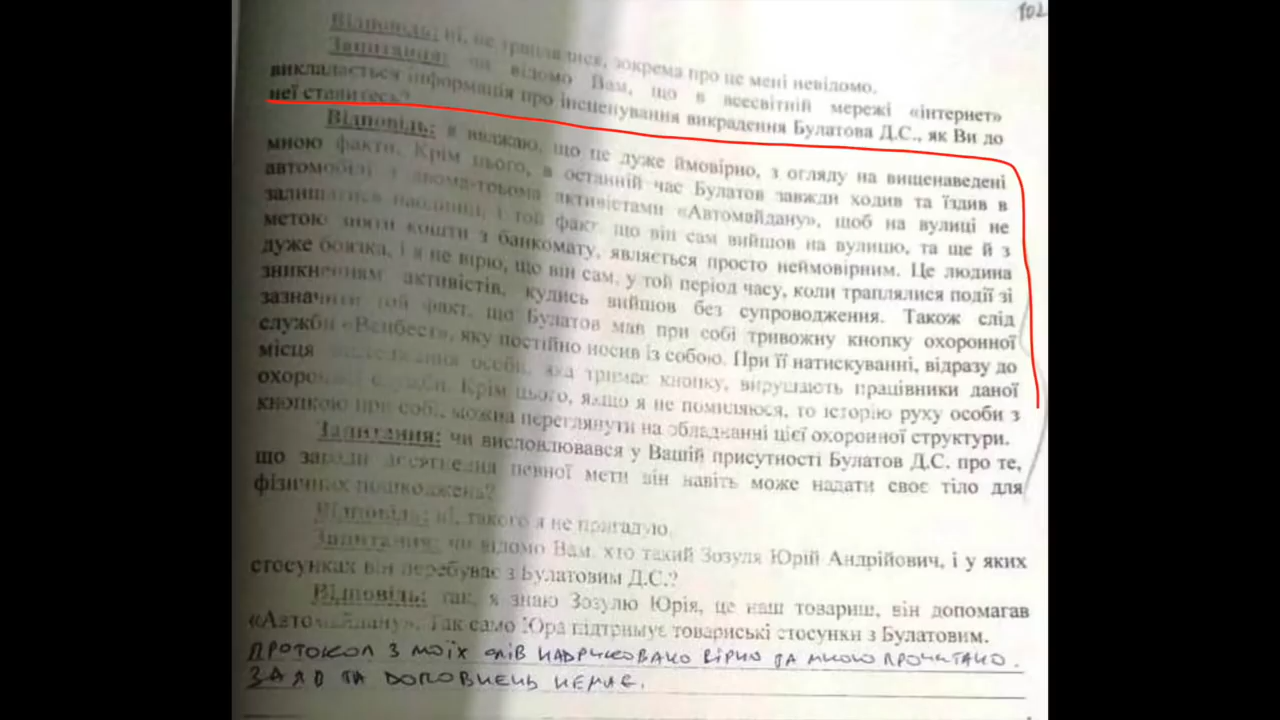 102
Відповідь: ні, не траплялися, зокрема про це мені невідомо.
Запитання: чи відомо Вам, що в всесвітній мережі «інтернет»
викладається інформація про інсценування викрадення Булатова Д.С., як Ви до
неї ставитесь?
Відповідь: я вважаю, що це дуже ймовірно, з огляду на вищенаведені
мною факти. Крім цього, в останній час Булатов завжди ходив та їздив в
автомобілі з двома-трьома активістами «Автомайдану», щоб на вулиці не
залишатися наодинці, і той факт, що він сам вийшов на вулицю, та ще й з
метою зняти кошти з банкомату, являється просто неймовірним. Це людина
дуже боязка, і я не вірю, що він сам, у той період часу, коли траплялися події зі
зникненням активістів, кудись вийшов без супроводження. Також слід
зазначити той факт, що Булатов мав при собі тривожну кнопку охоронної
служби «Венбест», яку постійно носив із собою. При її натискуванні, відразу до
місця знаходження особи, яка тримає кнопку, вирушають працівники даної
охоронної служби. Крім цього, якщо я не помиляюся, то історію руху особи з
кнопкою при собі, можна переглянути на обладнанні цієї охоронної структури.
Запитання: чи висловлювався у Вашій присутності Булатов Д.С. про те,
що заради досягнення певної мети він навіть може надати своє тіло для
фізичних пошкоджень?
Відповідь: ні, такого я не пригадую.
Запитання: чи відомо Вам, хто такий Зозуля Юрій Андрійович, і у яких
стосунках він перебуває з Булатовим Д.С.?
Відповідь: так, я знаю Зозулю Юрія, це наш товариш, він допомагав
«Автомайдану». Так само Юра підтримує товариські стосунки з Булатовим.
ПРОТОКОЛ З МОЇХ СЛІВ НАДРУКОВАНО ВІРНО ТА МНОЮ ПРОЧИТАНО.
ЗАЯВ ТА ДОПОВНЕНЬ НЕМАЄ.